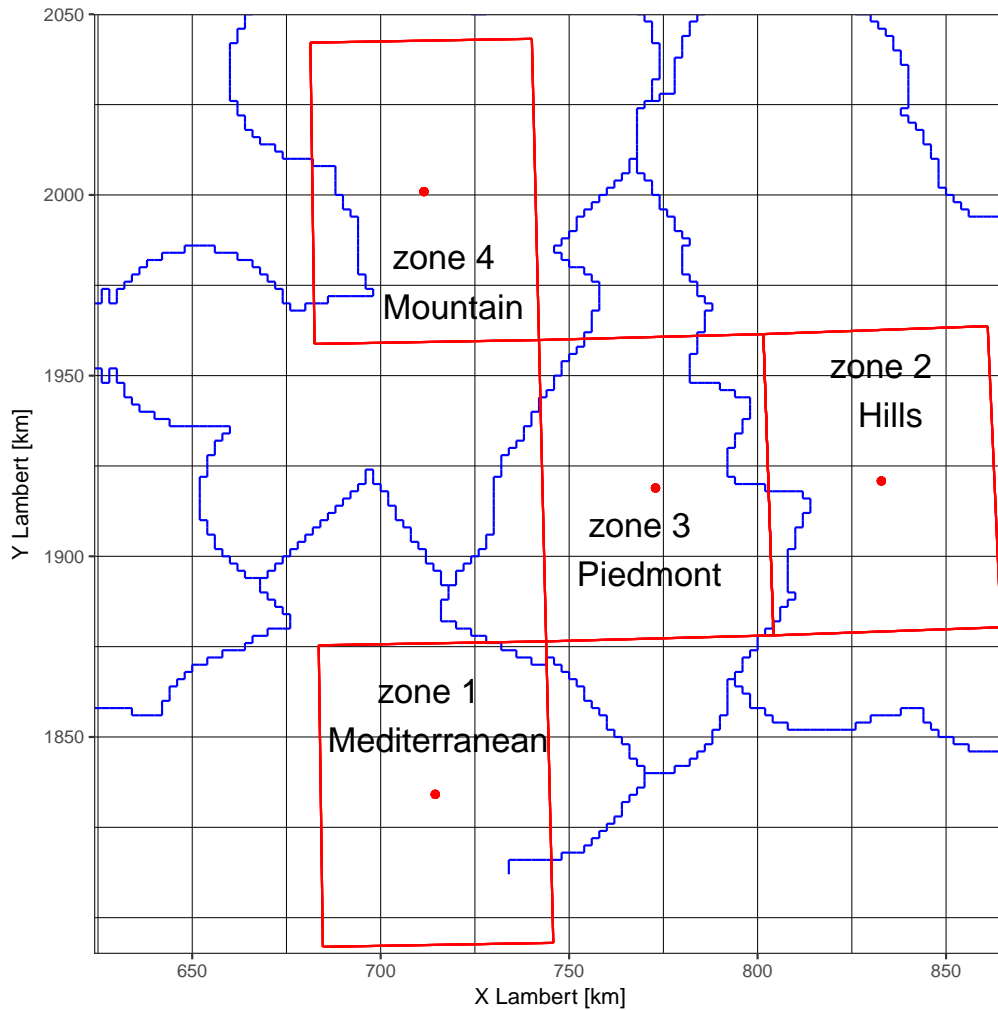 2050
2000
1950
1900
1850
Y Lambert [km]
zone 4
Mountain
zone 2
Hills
zone 3
Piedmont
zone 1
Mediterranean
650
700
750
800
850
X Lambert [km]